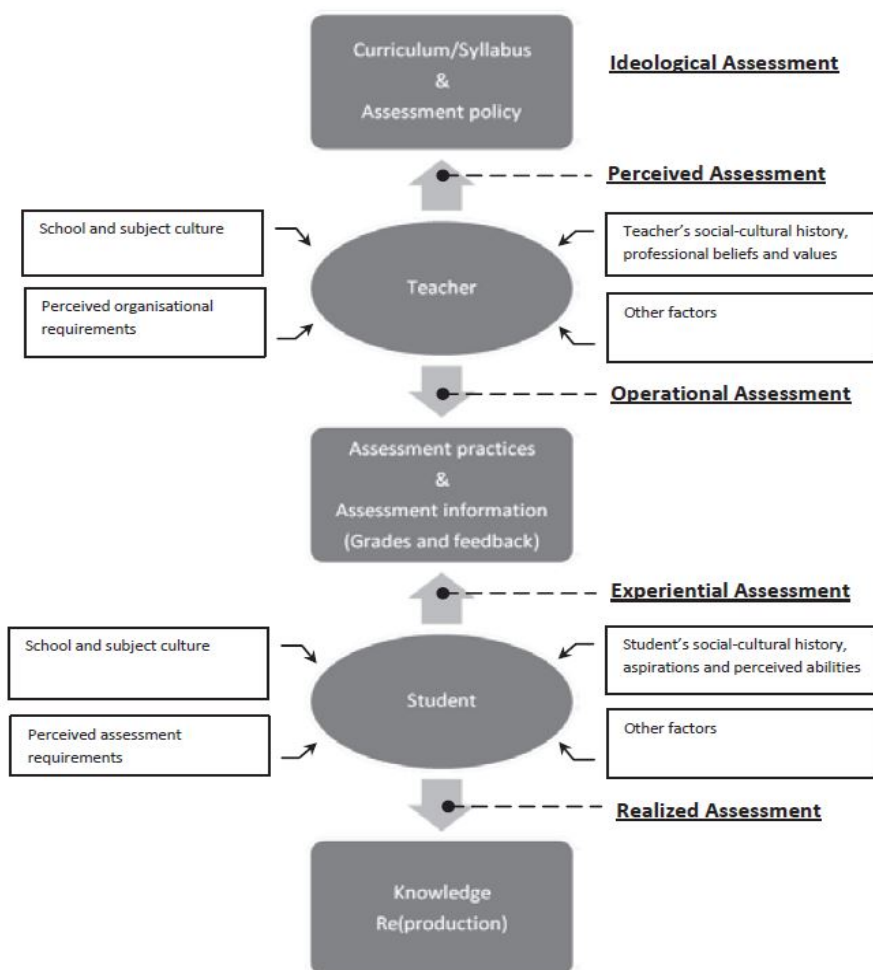 Curriculum/Syllabus
&
Assessment policy
Ideological Assessment
Perceived Assessment
School and subject culture
Teacher's social-cultural history,
professional beliefs and values
Teacher
Perceived organisational
requirements
Other factors
Operational Assessment
Assessment practices
&
Assessment information
(Grades and feedback)
Experiential Assessment
School and subject culture
Student's social-cultural history,
aspirations and perceived abilities
Student
Perceived assessment
requirements
Other factors
Realized Assessment
Knowledge
Re(production)